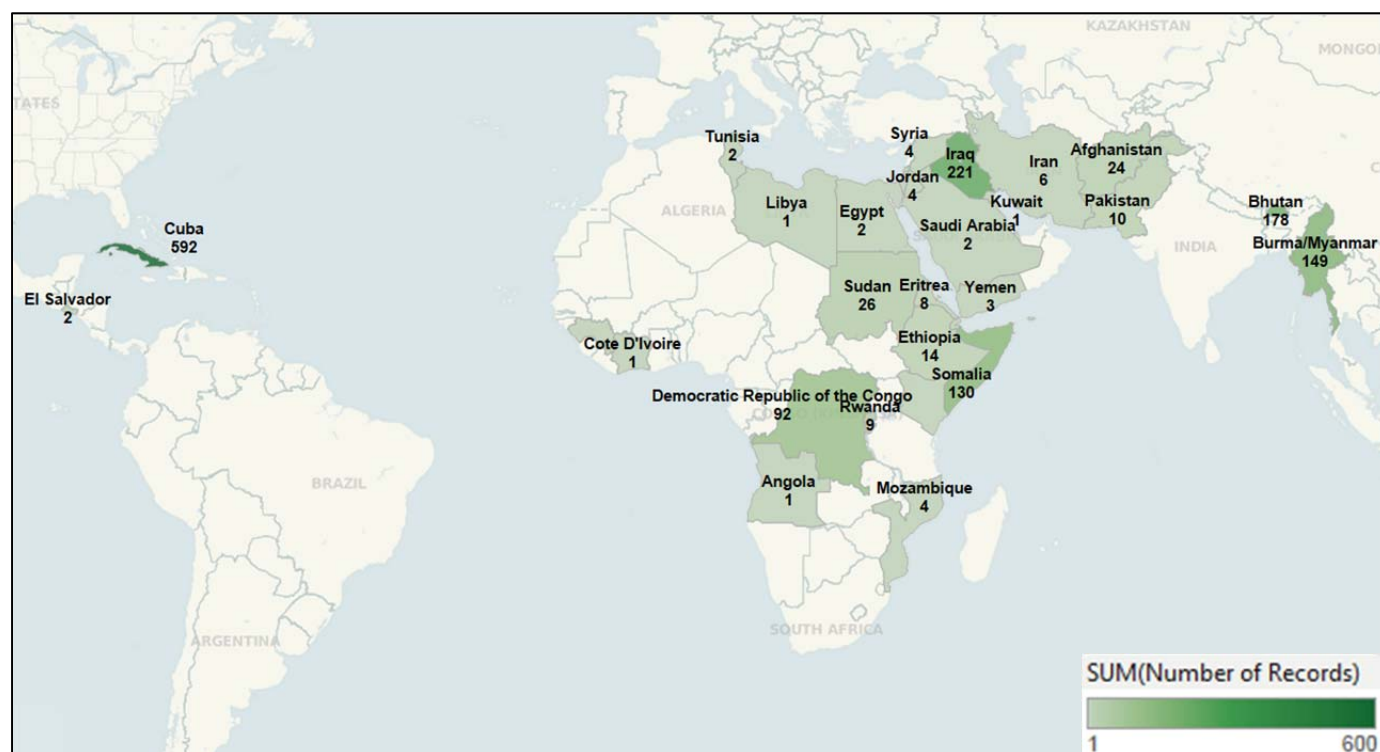 KAZAKHSTAN
MONGO
STATES
Tunisia
2
Syria
4
Iraq
221
Iran
6
Afghanistan
24
Jordan
4
Kuwait
1
Pakistan
10
Bhutan
178
Burma/Myanmar
149
ALGERIA
Libya
1
Egypt
2
Saudi Arabia
2
INDIA
Cuba
592
El Salvador
2
Sudan
26
Eritrea
8
Yemen
3
Cote D'Ivoire
1
Ethiopia
14
Somalia
130
Democratic Republic of the Congo
92
Rwanda
9
BRAZIL
Angola
1
Mozambique
4
SOUTH AFRICA
ARGENTINA
SUM(Number of Records)
1 600